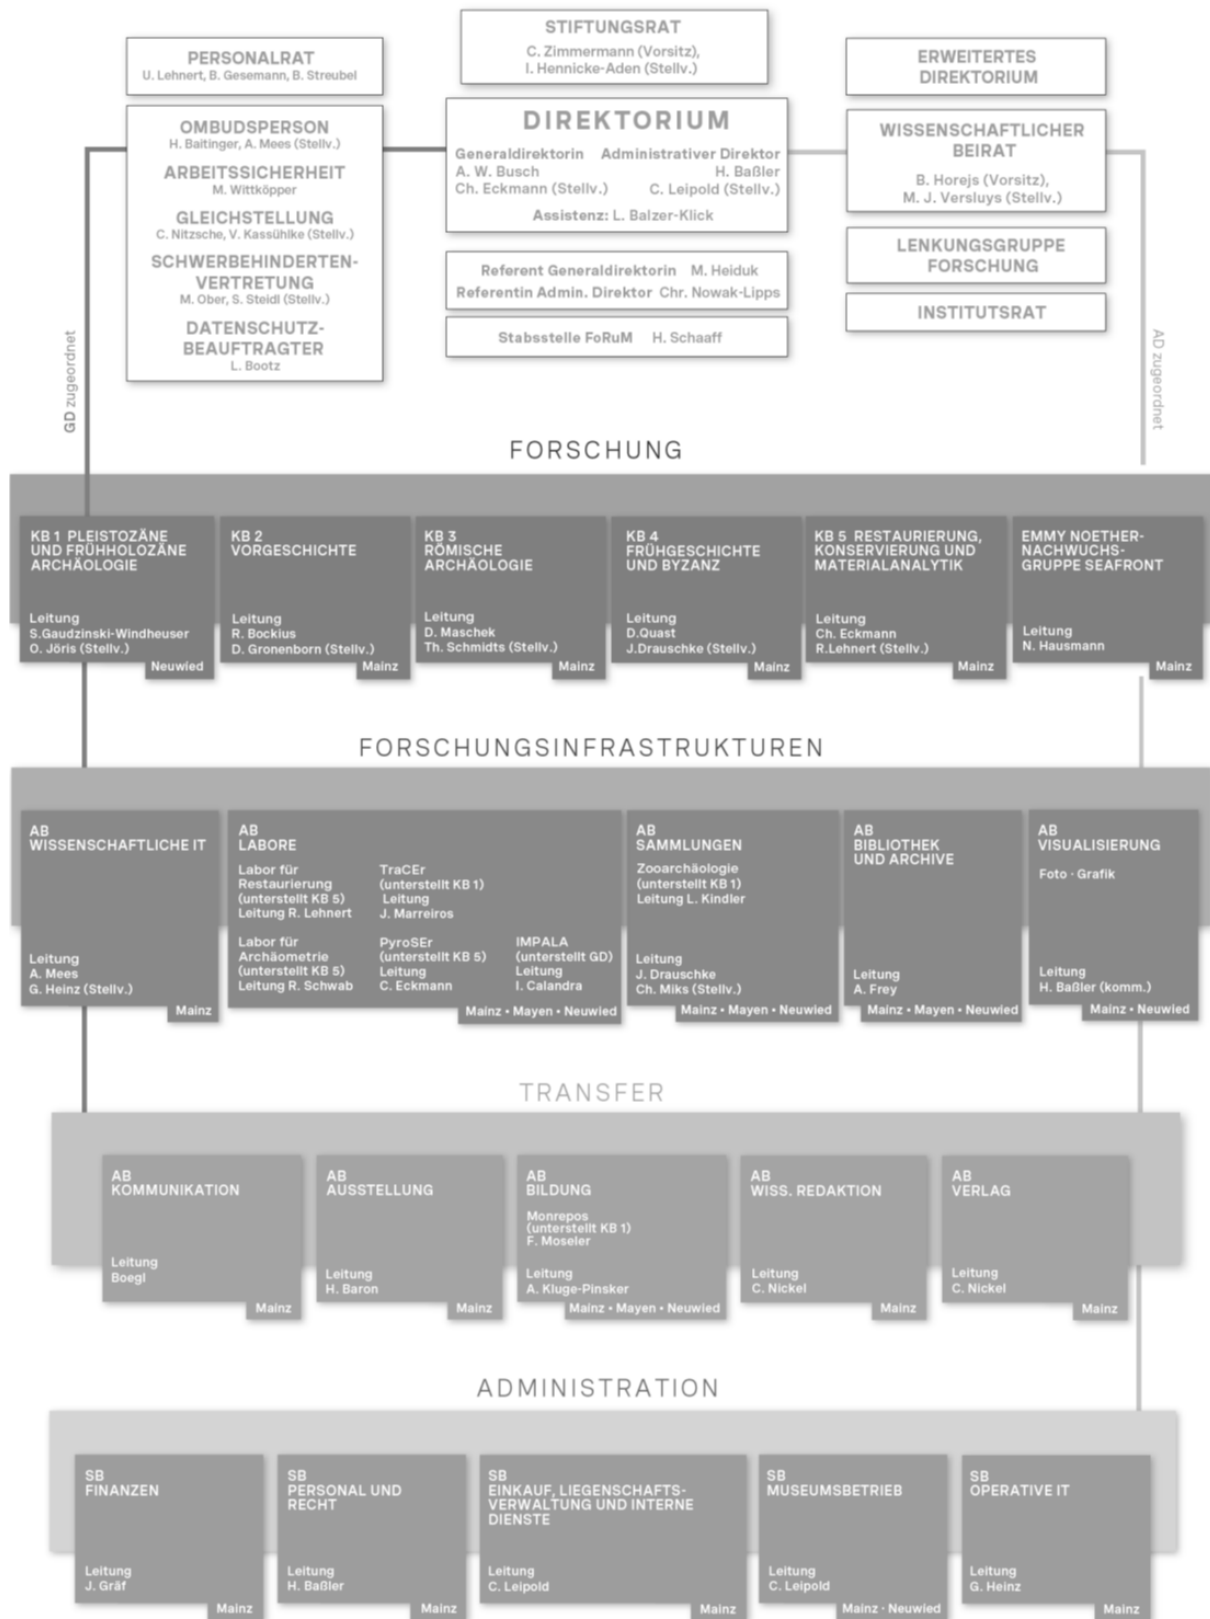 STIFTUNGSRAT
C. Zimmermann (Vorsitz),
I. Hennicke-Aden (Stellv.)
PERSONALRAT
U. Lehnert, B. Gesemann, B. Streubel
OMBUDSPERSON
H. Baitinger, A. Mees (Stellv.)
ARBEITSSICHERHEIT
M. Wittköpper
GLEICHSTELLUNG
C. Nitzsche, V. Kassühlke (Stellv.)
SCHWERBEHINDERTEN-
VERTRETUNG
M. Ober, S. Steidl (Stellv.)
DATENSCHUTZ-
BEAUFTRAGTER
L. Bootz
DIREKTORIUM
Generaldirektorin Administrativer Direktor
A. W. Busch H. Baßler
Ch. Eckmann (Stellv.) C. Leipold (Stellv.)
Assistenz: L. Balzer-Klick
Referent Generaldirektorin M. Heiduk
Referentin Admin. Direktor Chr. Nowak-Lipps
Stabsstelle FoRuM H. Schaaff
ERWEITERTES
DIREKTORIUM
WISSENSCHAFTLICHER
BEIRAT
B. Horejs (Vorsitz),
M. J. Versluys (Stellv.)
LENKUNGSGRUPPE
FORSCHUNG
INSTITUTSRAT
GD zugeordnet
AD zugeordnet
FORSCHUNG
KB 1 PLEISTOZÄNE
UND FRÜHHOLOZÄNE
ARCHÄOLOGIE
Leitung
S.Gaudzinski-Windheuser
O. Jöris (Stellv.)
Neuwied
KB 2
VORGESCHICHTE
Leitung
R. Bockius
D. Gronenborn (Stellv.)
Mainz
KB 3
RÖMISCHE
ARCHÄOLOGIE
Leitung
D. Maschek
Th. Schmidts (Stellv.)
Mainz
KB 4
FRÜHGESCHICHTE
UND BYZANZ
Leitung
D.Quast
J.Drauschke (Stellv.)
Mainz
KB 5 RESTAURIERUNG,
KONSERVIERUNG UND
MATERIALANALYTIK
Leitung
Ch. Eckmann
R.Lehnert (Stellv.)
Mainz
EMMY NOETHER-
NACHWUCHS-
GRUPPE SEAFRONT
Leitung
N. Hausmann
Mainz
FORSCHUNGSINFRASTRUKTUREN
AB
WISSENSCHAFTLICHE IT
Leitung
A. Mees
G. Heinz (Stellv.)
Mainz
AB
LABORE
Labor für
Restaurierung
(unterstellt KB 5)
Leitung R. Lehnert
TraCEr
(unterstellt KB 1)
Leitung
J. Marreiros
Labor für
Archäometrie
(unterstellt KB 5)
Leitung R. Schwab
PyroSEr
(unterstellt KB 5)
Leitung
C. Eckmann
IMPALA
(unterstellt GD)
Leitung
I. Calandra
Mainz • Mayen • Neuwied
AB
SAMMLUNGEN
Zooarchäologie
(unterstellt KB 1)
Leitung L. Kindler
Leitung
J. Drauschke
Ch. Miks (Stellv.)
Mainz • Mayen • Neuwied
AB
BIBLIOTHEK
UND ARCHIVE
Leitung
A. Frey
Mainz • Mayen • Neuwied
AB
VISUALISIERUNG
Foto · Grafik
Leitung
H. Baßler (komm.)
Mainz • Neuwied
TRANSFER
AB
KOMMUNIKATION
Leitung
Boegl
Mainz
AB
AUSSTELLUNG
Leitung
H. Baron
Mainz
AB
BILDUNG
Monrepos
(unterstellt KB 1)
F. Moseler
Leitung
A. Kluge-Pinsker
Mainz • Mayen • Neuwied
AB
WISS. REDAKTION
Leitung
C. Nickel
Mainz
AB
VERLAG
Leitung
C. Nickel
Mainz
ADMINISTRATION
SB
FINANZEN
Leitung
J. Gräf
Mainz
SB
PERSONAL UND
RECHT
Leitung
H. Baßler
Mainz
SB
EINKAUF, LIEGENSCHAFTS-
VERWALTUNG UND INTERNE
DIENSTE
Leitung
C. Leipold
Mainz
SB
MUSEUMSBETRIEB
Leitung
C. Leipold
Mainz · Neuwied
SB
OPERATIVE IT
Leitung
G. Heinz
Mainz